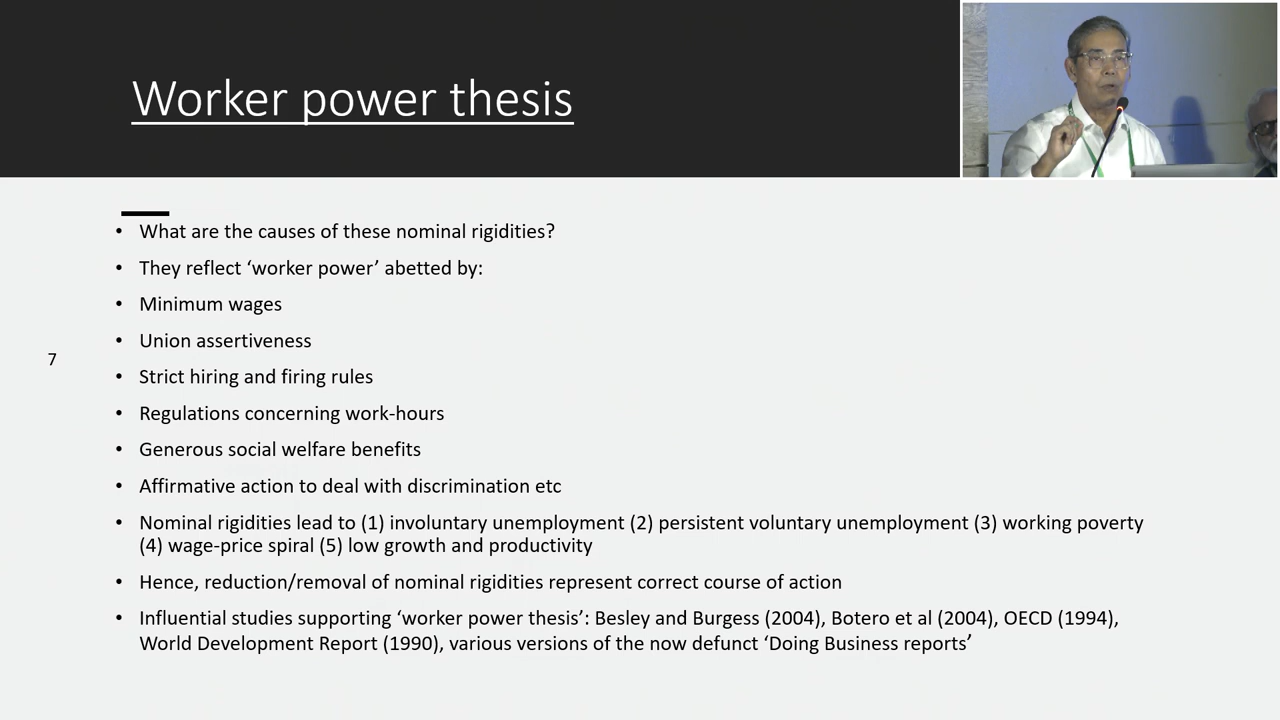 Worker power thesis
• What are the causes of these nominal rigidities?
• They reflect ‘worker power’ abetted by:
• Minimum wages
• Union assertiveness
7
• Strict hiring and firing rules
• Regulations concerning work-hours
• Generous social welfare benefits
• Affirmative action to deal with discrimination etc
• Nominal rigidities lead to (1) involuntary unemployment (2) persistent voluntary unemployment (3) working poverty
(4) wage-price spiral (5) low growth and productivity
• Hence, reduction/removal of nominal rigidities represent correct course of action
• Influential studies supporting ‘worker power thesis’: Besley and Burgess (2004), Botero et al (2004), OECD (1994),
World Development Report (1990), various versions of the now defunct ‘Doing Business reports’